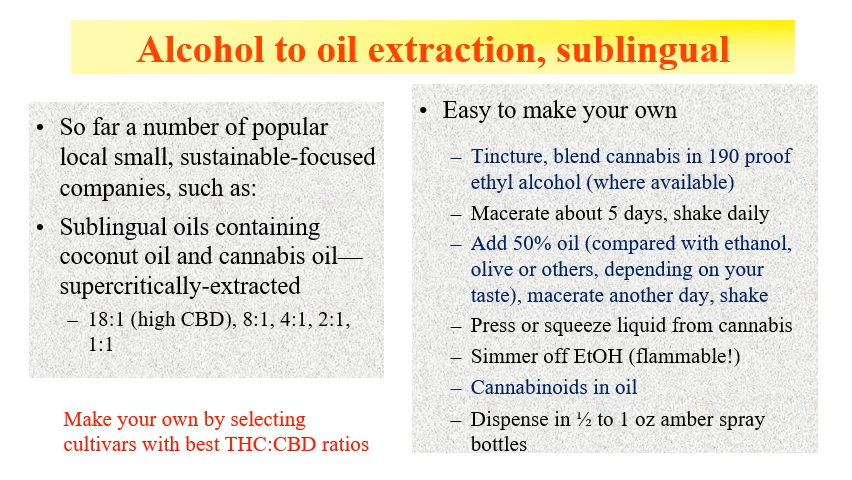 Alcohol to oil extraction, sublingual
• So far a number of popular
local small, sustainable-focused
companies, such as:
• Sublingual oils containing
coconut oil and cannabis oil—
supercritically-extracted
– 18:1 (high CBD), 8:1, 4:1, 2:1,
1:1
Make your own by selecting
cultivars with best THC:CBD ratios
• Easy to make your own
– Tincture, blend cannabis in 190 proof
ethyl alcohol (where available)
– Macerate about 5 days, shake daily
– Add 50% oil (compared with ethanol,
olive or others, depending on your
taste), macerate another day, shake
– Press or squeeze liquid from cannabis
– Simmer off EtOH (flammable!)
– Cannabinoids in oil
– Dispense in ½ to 1 oz amber spray
bottles